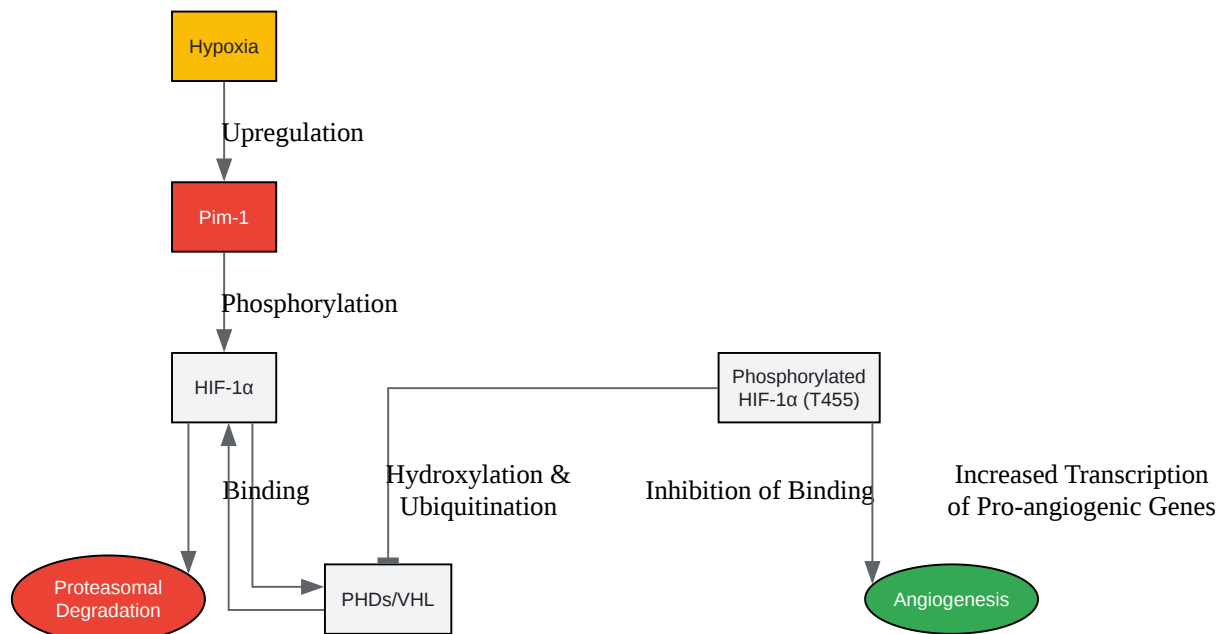 Hypoxia
Upregulation
Pim-1
Phosphorylation
HIF-1α
Phosphorylated
HIF-1α (T455)
Binding
Hydroxylation &
Ubiquitination
Inhibition of Binding
Increased Transcription
of Pro-angiogenic Genes
Proteasomal
Degradation
PHDs/VHL
Angiogenesis